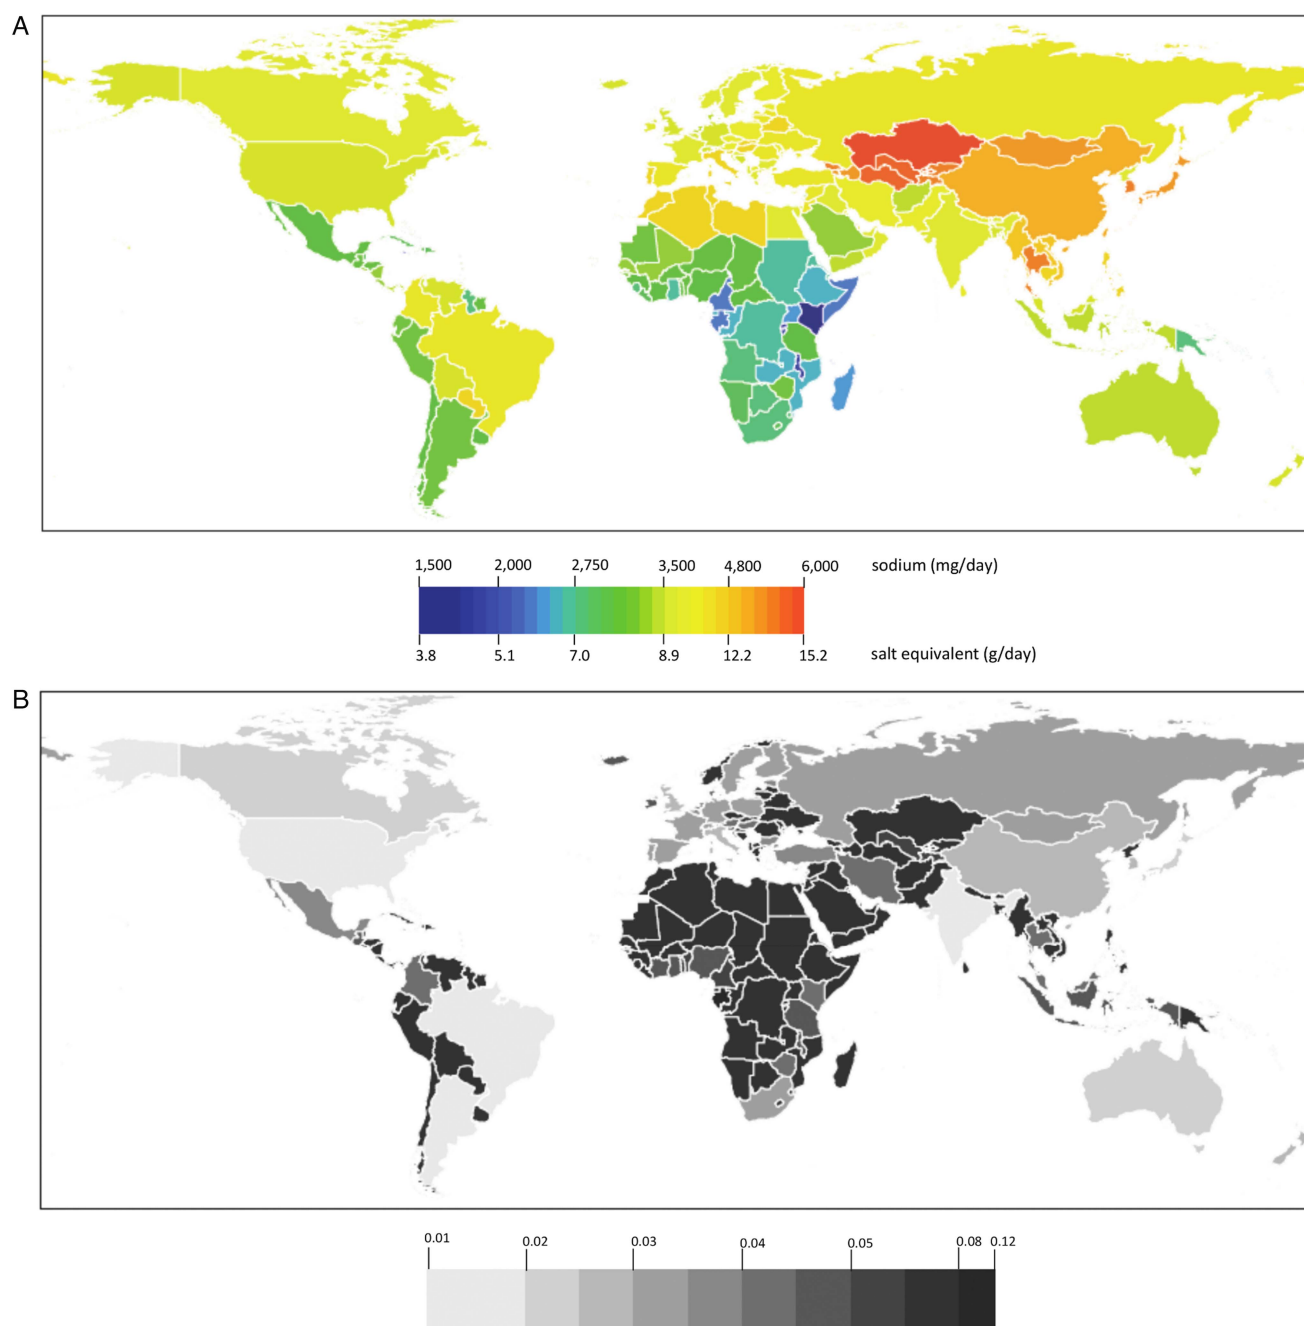 A
1,500 2,000 2,750 3,500 4,800 6,000 sodium (mg/day)
3.8 5.1 7.0 8.9 12.2 15.2 salt equivalent (g/day)
B
0.01 0.02 0.03 0.04 0.05 0.08 0.12